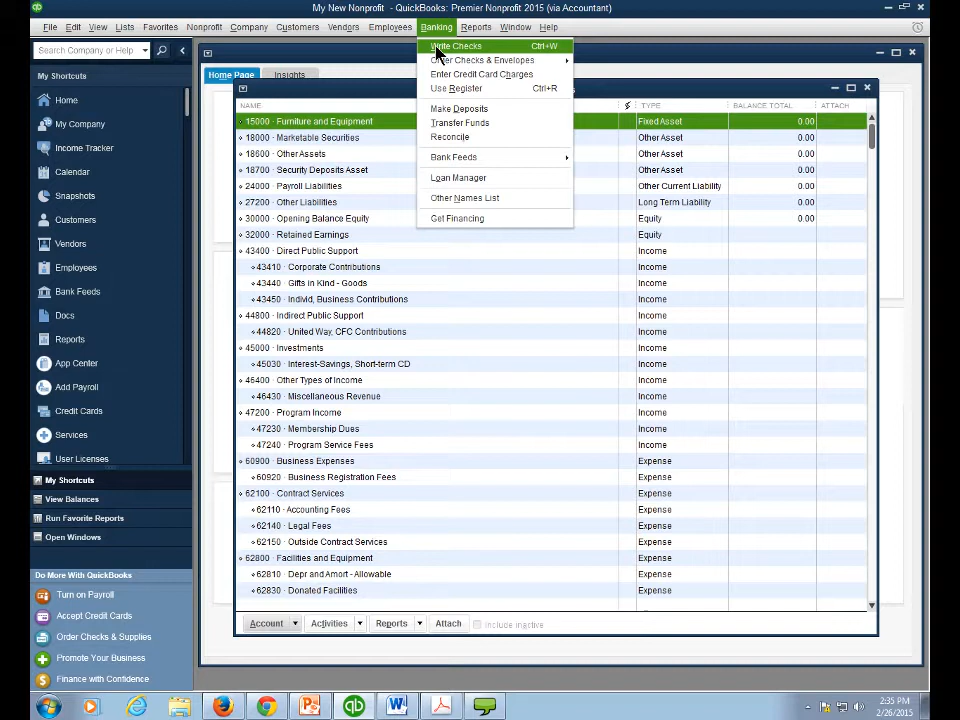 My New Nonprofit - QuickBooks: Premier Nonprofit 2015 (via Accountant)
File Edit View Lists Favorites Nonprofit Company Customers Vendors Employees Banking Reports Window Help
Search Company or Help
Home
My Company
Income Tracker
Calendar
Snapshots
Customers
Vendors
Employees
Bank Feeds
Docs
Reports
App Center
Add Payroll
Credit Cards
Services
User Licenses
My Shortcuts
View Balances
Run Favorite Reports
Open Windows
Do More With QuickBooks
Turn on Payroll
Accept Credit Cards
Order Checks & Supplies
Promote Your Business
Finance with Confidence
Home Page Insights
Write Checks Ctrl+W
Order Checks & Envelopes
Enter Credit Card Charges
Use Register Ctrl+R
Make Deposits
Transfer Funds
Reconcile
Bank Feeds
Loan Manager
Other Names List
Get Financing
NAME TYPE BALANCE TOTAL ATTACH
15000 · Furniture and Equipment Fixed Asset 0.00
18000 · Marketable Securities Other Asset 0.00
18600 · Other Assets Other Asset 0.00
18700 · Security Deposits Asset Other Asset 0.00
24000 · Payroll Liabilities Other Current Liability 0.00
27200 · Other Liabilities Long Term Liability 0.00
30000 · Opening Balance Equity Equity 0.00
32000 · Retained Earnings Equity
43400 · Direct Public Support Income
43410 · Corporate Contributions Income
43440 · Gifts in Kind - Goods Income
43450 · Individ, Business Contributions Income
44800 · Indirect Public Support Income
44820 · United Way, CFC Contributions Income
45000 · Investments Income
45030 · Interest-Savings, Short-term CD Income
46400 · Other Types of Income Income
46430 · Miscellaneous Revenue Income
47200 · Program Income Income
47230 · Membership Dues Income
47240 · Program Service Fees Income
60900 · Business Expenses Expense
60920 · Business Registration Fees Expense
62100 · Contract Services Expense
62110 · Accounting Fees Expense
62140 · Legal Fees Expense
62150 · Outside Contract Services Expense
62800 · Facilities and Equipment Expense
62810 · Depr and Amort - Allowable Expense
62830 · Donated Facilities Expense
Account Activities Reports Attach Include inactive
2:35 PM
2/26/2015